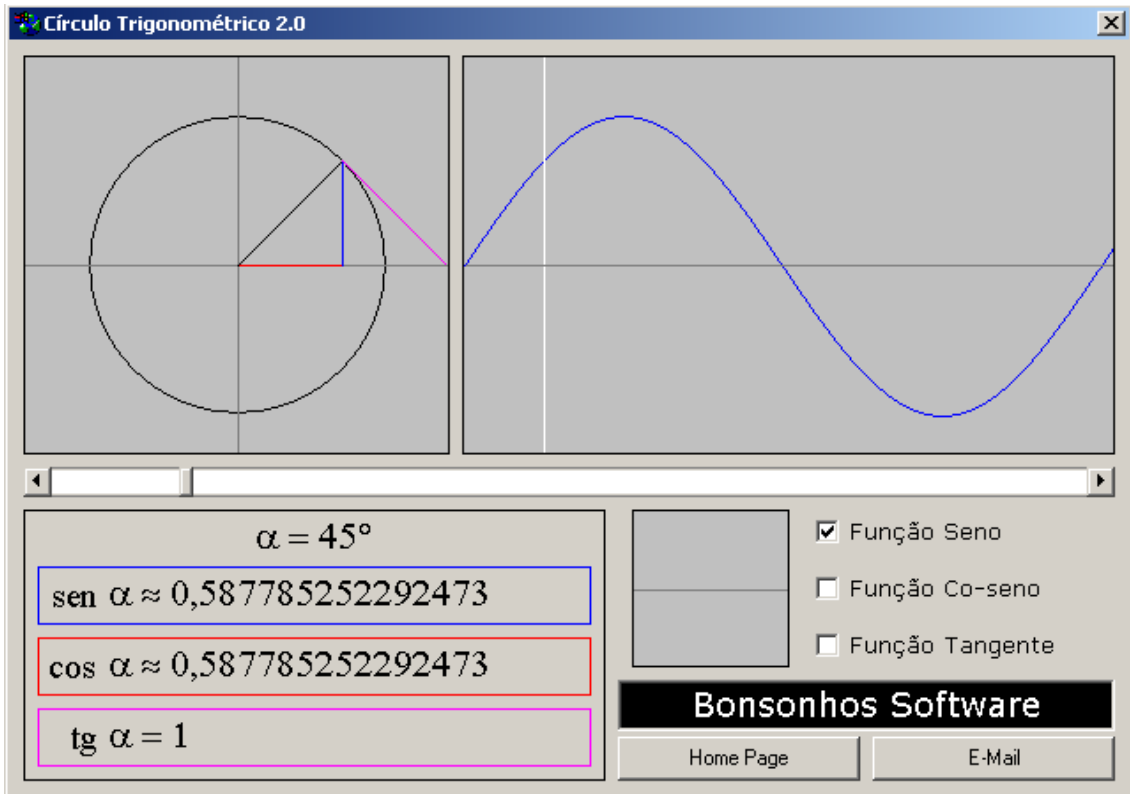 Círculo Trigonométrico 2.0
α = 45°
sen α ≈ 0,587785252292473
cos α ≈ 0,587785252292473
tg α = 1
Função Seno
Função Co-seno
Função Tangente
Bonsonhos Software
Home Page
E-Mail